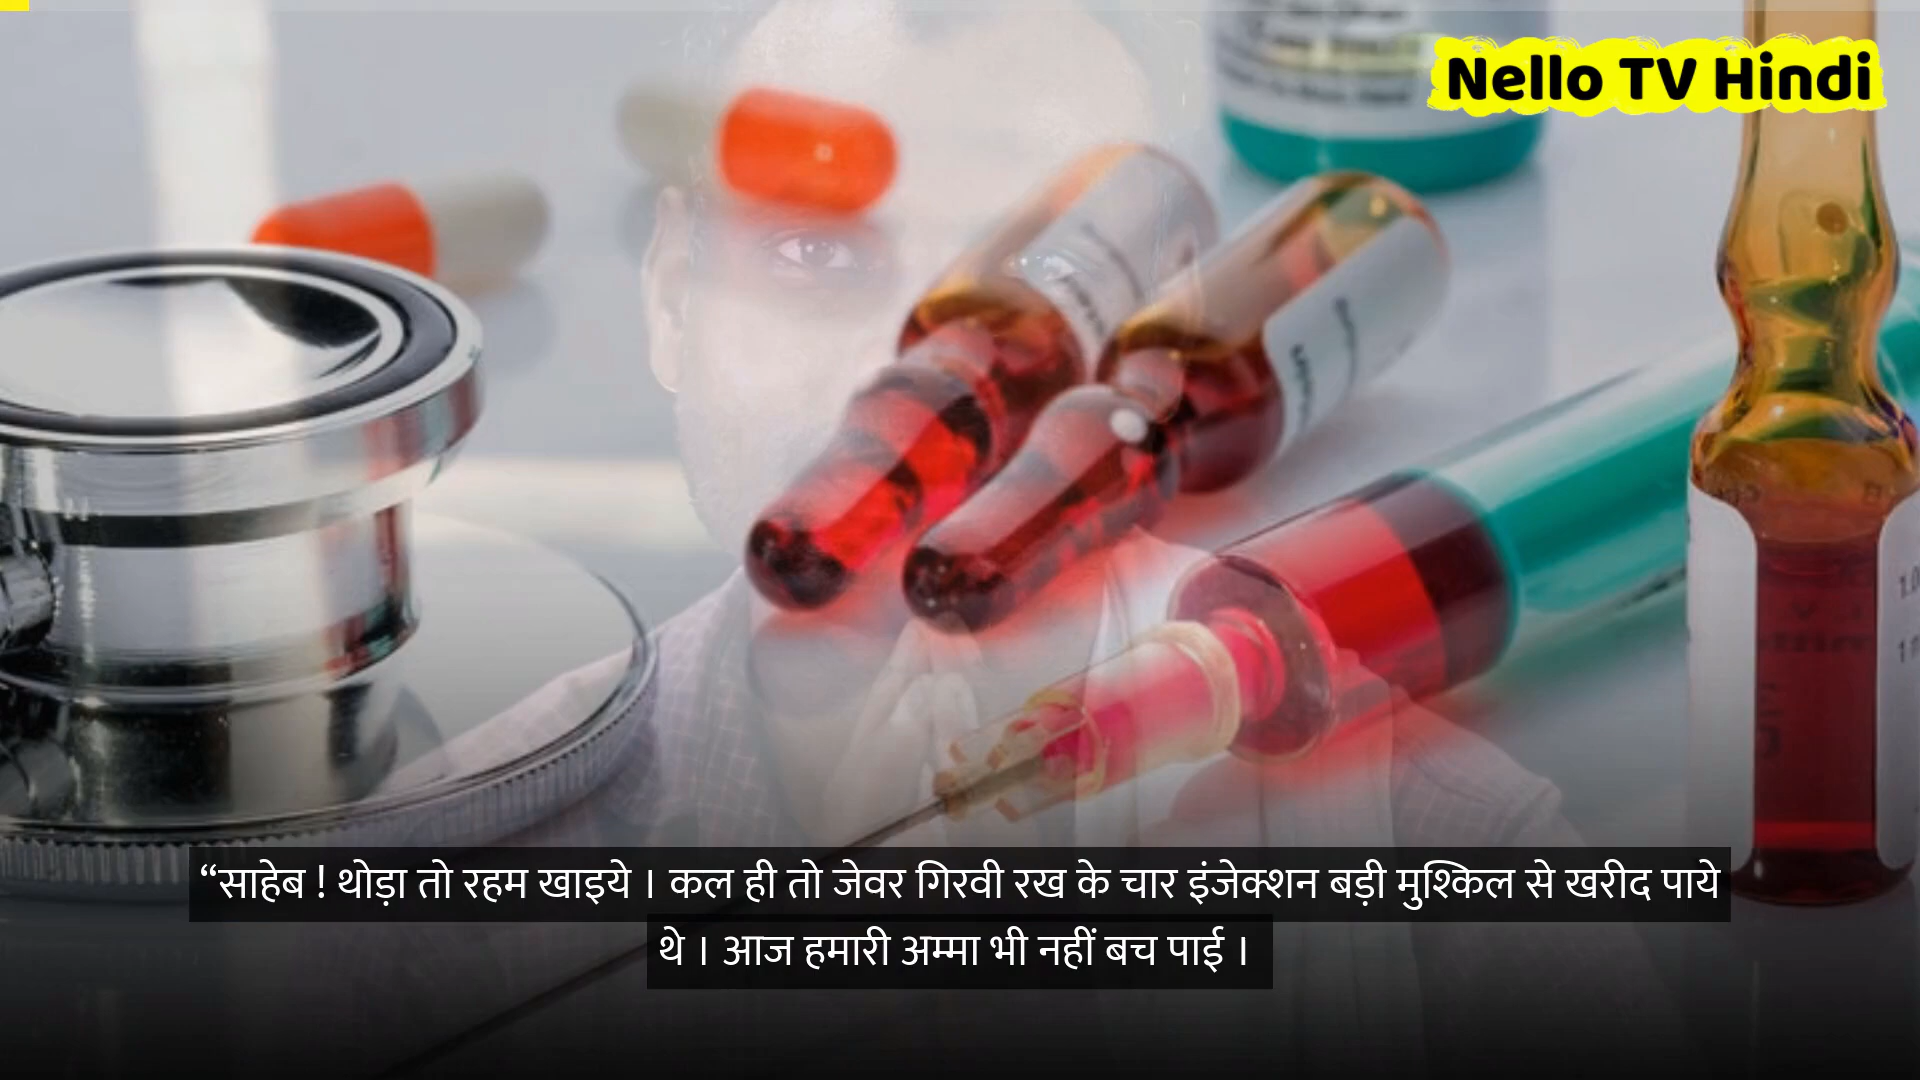 Nello TV Hindi
“साहेब ! थोड़ा तो रहम खाइये । कल ही तो जेवर गिरवी रख के चार इंजेक्शन बड़ी मुश्किल से खरीद पाये
थे । आज हमारी अम्मा भी नहीं बच पाई ।